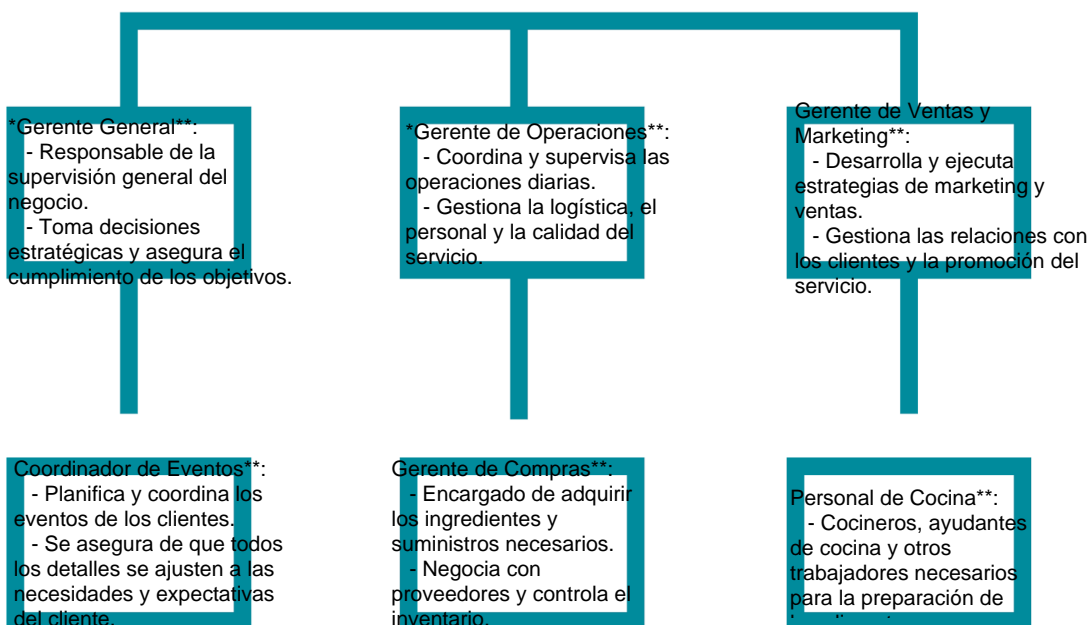 *Gerente General**:
- Responsable de la
supervisión general del
negocio.
- Toma decisiones
estratégicas y asegura el
cumplimiento de los objetivos.
*Gerente de Operaciones**:
- Coordina y supervisa las
operaciones diarias.
- Gestiona la logística, el
personal y la calidad del
servicio.
Gerente de Ventas y
Marketing**:
- Desarrolla y ejecuta
estrategias de marketing y
ventas.
- Gestiona las relaciones con
los clientes y la promoción del
servicio.
Coordinador de Eventos**:
- Planifica y coordina los
eventos de los clientes.
- Se asegura de que todos
los detalles se ajusten a las
necesidades y expectativas
del cliente.
Gerente de Compras**:
- Encargado de adquirir
los ingredientes y
suministros necesarios.
- Negocia con
proveedores y controla el
inventario.
Personal de Cocina**:
- Cocineros, ayudantes
de cocina y otros
trabajadores necesarios
para la preparación de